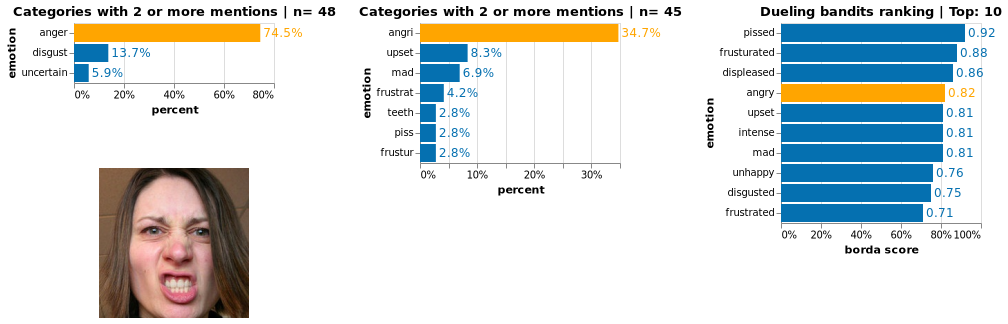 Categories with 2 or more mentions | n= 48
emotion
anger 74.5%
disgust 13.7%
uncertain 5.9%
0% 20% 40% 60% 80%
percent
Categories with 2 or more mentions | n= 45
emotion
angri 34.7%
upset 8.3%
mad 6.9%
frustrat 4.2%
teeth 2.8%
piss 2.8%
frustur 2.8%
0% 10% 20% 30%
percent
Dueling bandits ranking | Top: 10
emotion
pissed 0.92
frusturated 0.88
displeased 0.86
angry 0.82
upset 0.81
intense 0.81
mad 0.81
unhappy 0.76
disgusted 0.75
frustrated 0.71
0% 20% 40% 60% 80% 100%
borda score